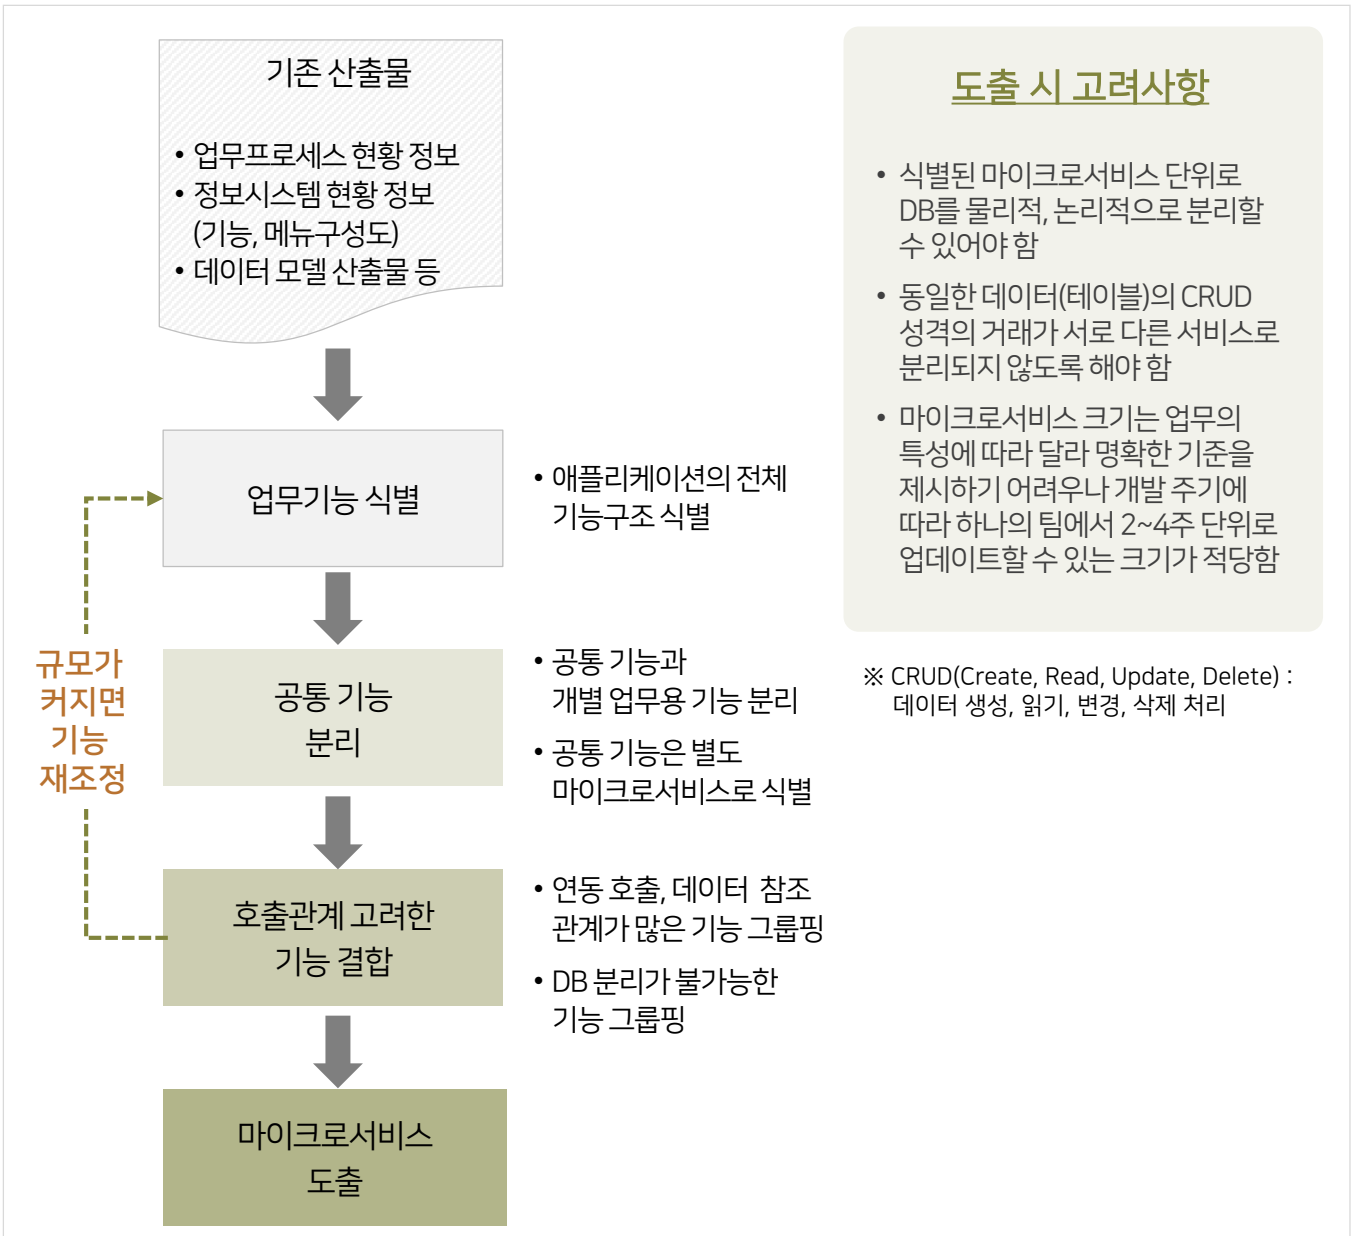 기존 산출물
• 업무프로세스 현황 정보
• 정보시스템 현황 정보
(기능, 메뉴구성도)
• 데이터 모델 산출물 등
업무기능 식별
• 애플리케이션의 전체
기능구조 식별
규모가
커지면
기능
재조정
공통 기능
분리
• 공통 기능과
개별 업무용 기능 분리
• 공통 기능은 별도
마이크로서비스로 식별
호출관계 고려한
기능 결합
• 연동 호출, 데이터 참조
관계가 많은 기능 그룹핑
• DB 분리가 불가능한
기능 그룹핑
마이크로서비스
도출
도출 시 고려사항
• 식별된 마이크로서비스 단위로
DB를 물리적, 논리적으로 분리할
수 있어야 함
• 동일한 데이터(테이블)의 CRUD
성격의 거래가 서로 다른 서비스로
분리되지 않도록 해야 함
• 마이크로서비스 크기는 업무의
특성에 따라 달라 명확한 기준을
제시하기 어려우나 개발 주기에
따라 하나의 팀에서 2~4주 단위로
업데이트할 수 있는 크기가 적당함
※ CRUD(Create, Read, Update, Delete) :
데이터 생성, 읽기, 변경, 삭제 처리